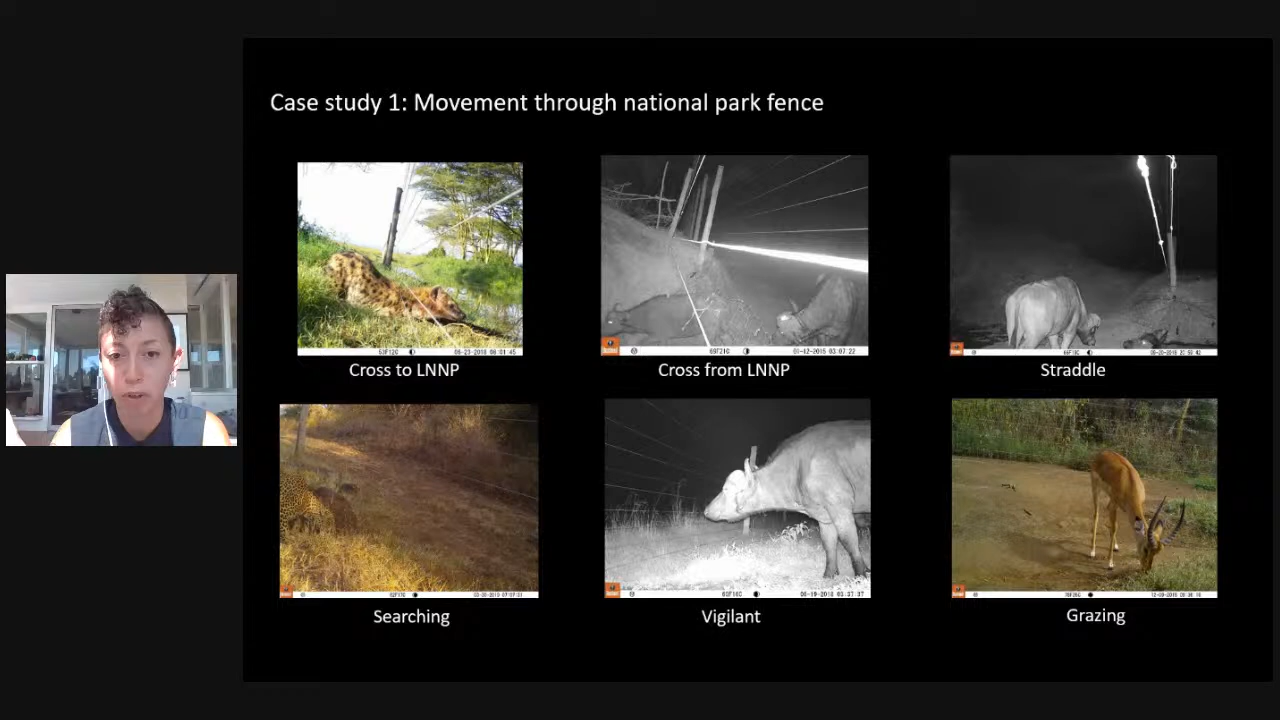 Case study 1: Movement through national park fence
Cross to LNNP
Cross from LNNP
Straddle
Searching
Vigilant
Grazing